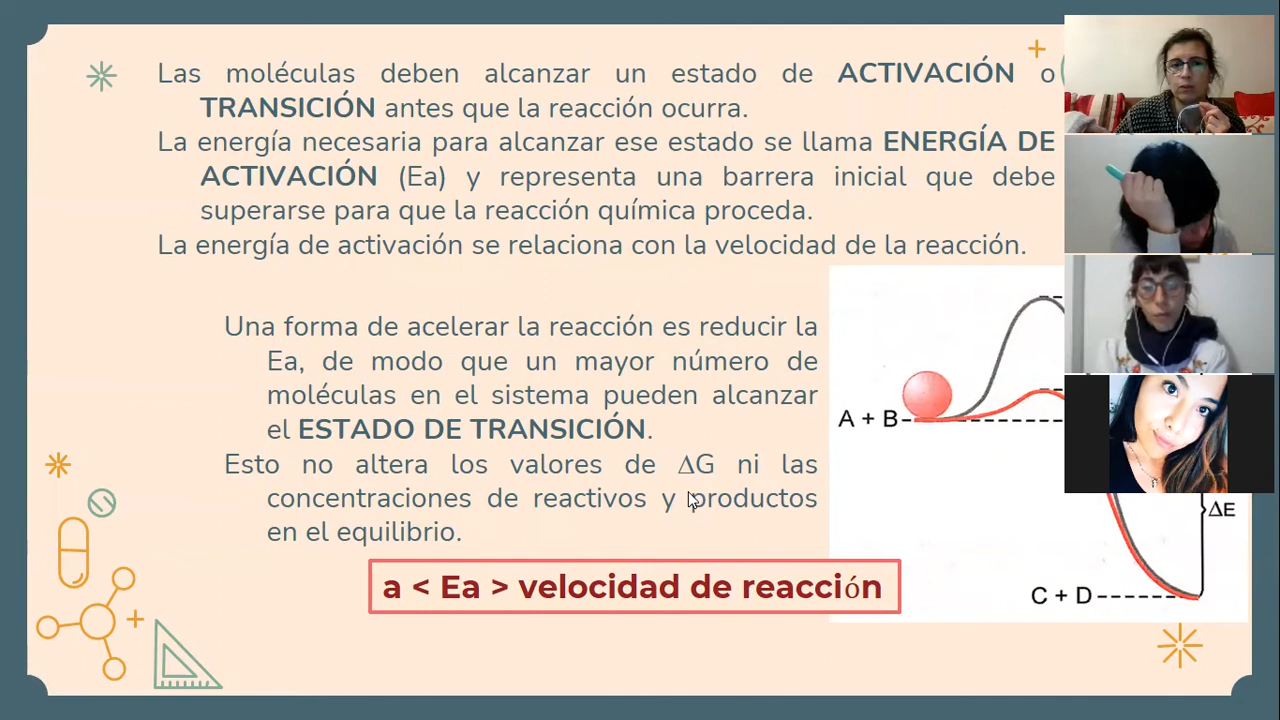 Las moléculas deben alcanzar un estado de ACTIVACIÓN o
TRANSICIÓN antes que la reacción ocurra.
La energía necesaria para alcanzar ese estado se llama ENERGÍA DE
ACTIVACIÓN (Ea) y representa una barrera inicial que debe
superarse para que la reacción química proceda.
La energía de activación se relaciona con la velocidad de la reacción.
Una forma de acelerar la reacción es reducir la
Ea, de modo que un mayor número de
moléculas en el sistema pueden alcanzar
el ESTADO DE TRANSICIÓN.
Esto no altera los valores de ΔG ni las
concentraciones de reactivos y productos
en el equilibrio.
a < Ea > velocidad de reacción
A + B
ΔE
C + D